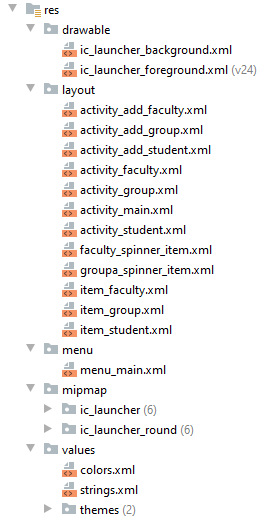 res
drawable
ic_launcher_background.xml
ic_launcher_foreground.xml (v24)
layout
activity_add_faculty.xml
activity_add_group.xml
activity_add_student.xml
activity_faculty.xml
activity_group.xml
activity_main.xml
activity_student.xml
faculty_spinner_item.xml
groupa_spinner_item.xml
item_faculty.xml
item_group.xml
item_student.xml
menu
menu_main.xml
mipmap
ic_launcher (6)
ic_launcher_round (6)
values
colors.xml
strings.xml
themes (2)